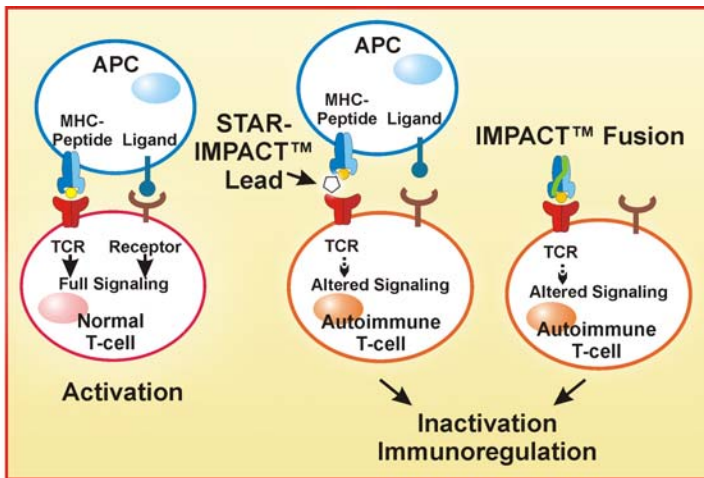 APC
MHC-
Peptide Ligand
TCR Receptor
Full Signaling
Normal
T-cell
Activation
APC
MHC-
Peptide Ligand
STAR-
IMPACT™
Lead
TCR
Altered Signaling
Autoimmune
T-cell
IMPACT™ Fusion
TCR
Altered Signaling
Autoimmune
T-cell
Inactivation
Immunoregulation